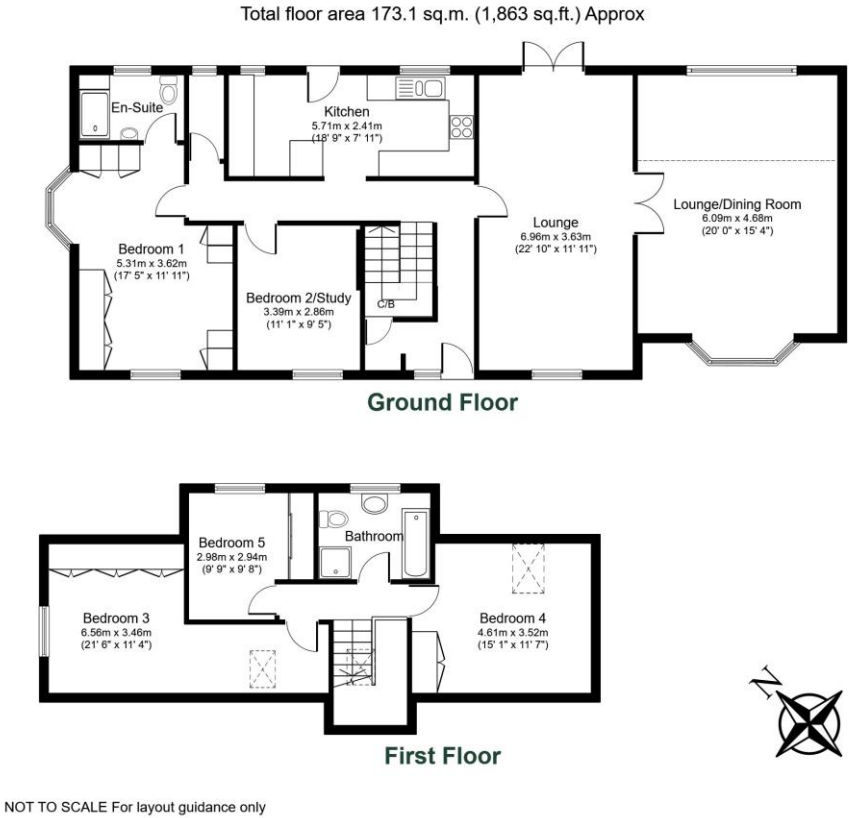 Total floor area 173.1 sq.m. (1,863 sq.ft.) Approx
En-Suite
Kitchen
5.71m x 2.41m
(18' 9" x 7' 11")
Bedroom 1
5.31m x 3.62m
(17' 5" x 11' 11")
Bedroom 2/Study
3.39m x 2.86m
(11' 1" x 9' 5")
C/B
Lounge
6.96m x 3.63m
(22' 10" x 11' 11")
Lounge/Dining Room
6.09m x 4.68m
(20' 0" x 15' 4")
Ground Floor
Bedroom 5
2.98m x 2.94m
(9' 9" x 9' 8")
Bathroom
Bedroom 3
6.56m x 3.46m
(21' 6" x 11' 4")
Bedroom 4
4.61m x 3.52m
(15' 1" x 11' 7")
N
First Floor
NOT TO SCALE For layout guidance only